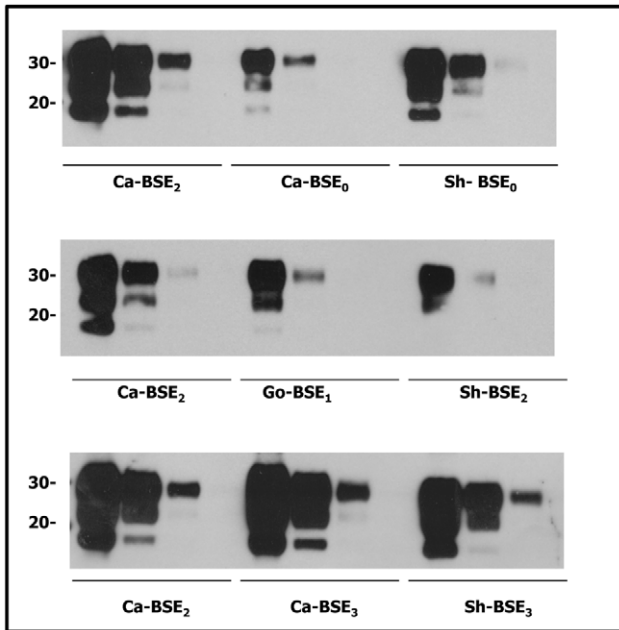 30-
20-
Ca-BSE₂ Ca-BSE₀ Sh- BSE₀
30-
20-
Ca-BSE₂ Go-BSE₁ Sh-BSE₂
30-
20-
Ca-BSE₂ Ca-BSE₃ Sh-BSE₃